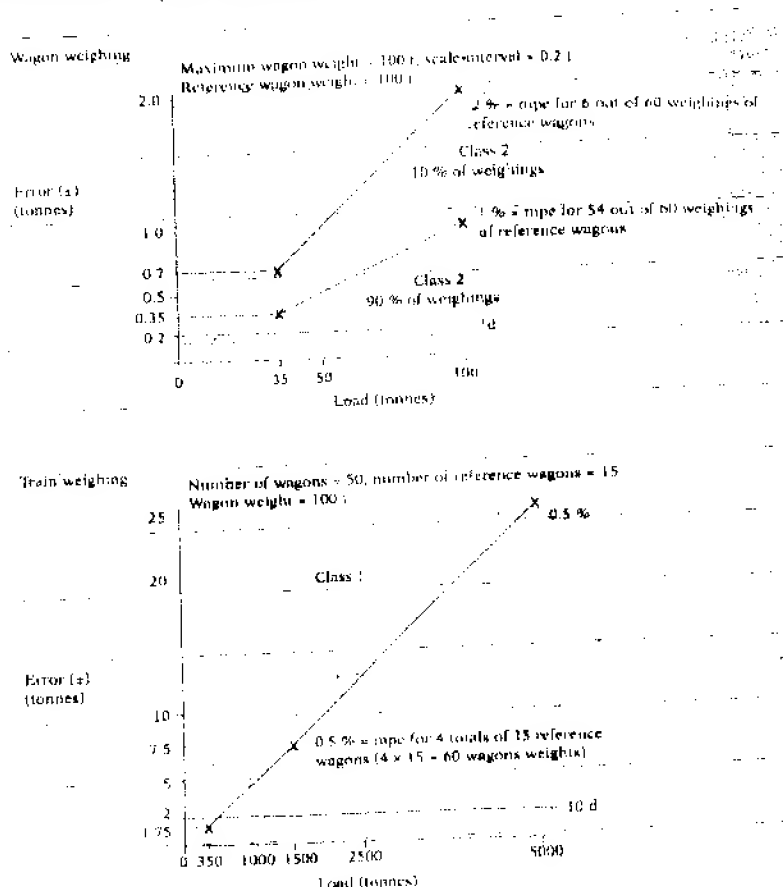 Wagon weighing
Maximum wagon weight = 100 t, scale-interval = 0.2 t
Reference wagon weight = 100 t
2.0
2 % = mpe for 6 out of 60 weighings of
reference wagons
Class 2
10 % of weighings
Error (±)
(tonnes)
1.0
1 % = mpe for 54 out of 60 weighings
of reference wagons
0.7
Class 2
0.5
90 % of weighings
0.35
0.2
d
0 35 50 100
Load (tonnes)
Train weighing
Number of wagons = 50, number of reference wagons = 15
Wagon weight = 100 t
25
0.5 %
20
Class
Error (±)
(tonnes)
10
0.5 % = mpe for 4 totals of 15 reference
7.5
wagons (4 × 15 = 60 wagons weights)
5
2
10 d
1.75
0 350 1000 1500 2500 5000
Load (tonnes)